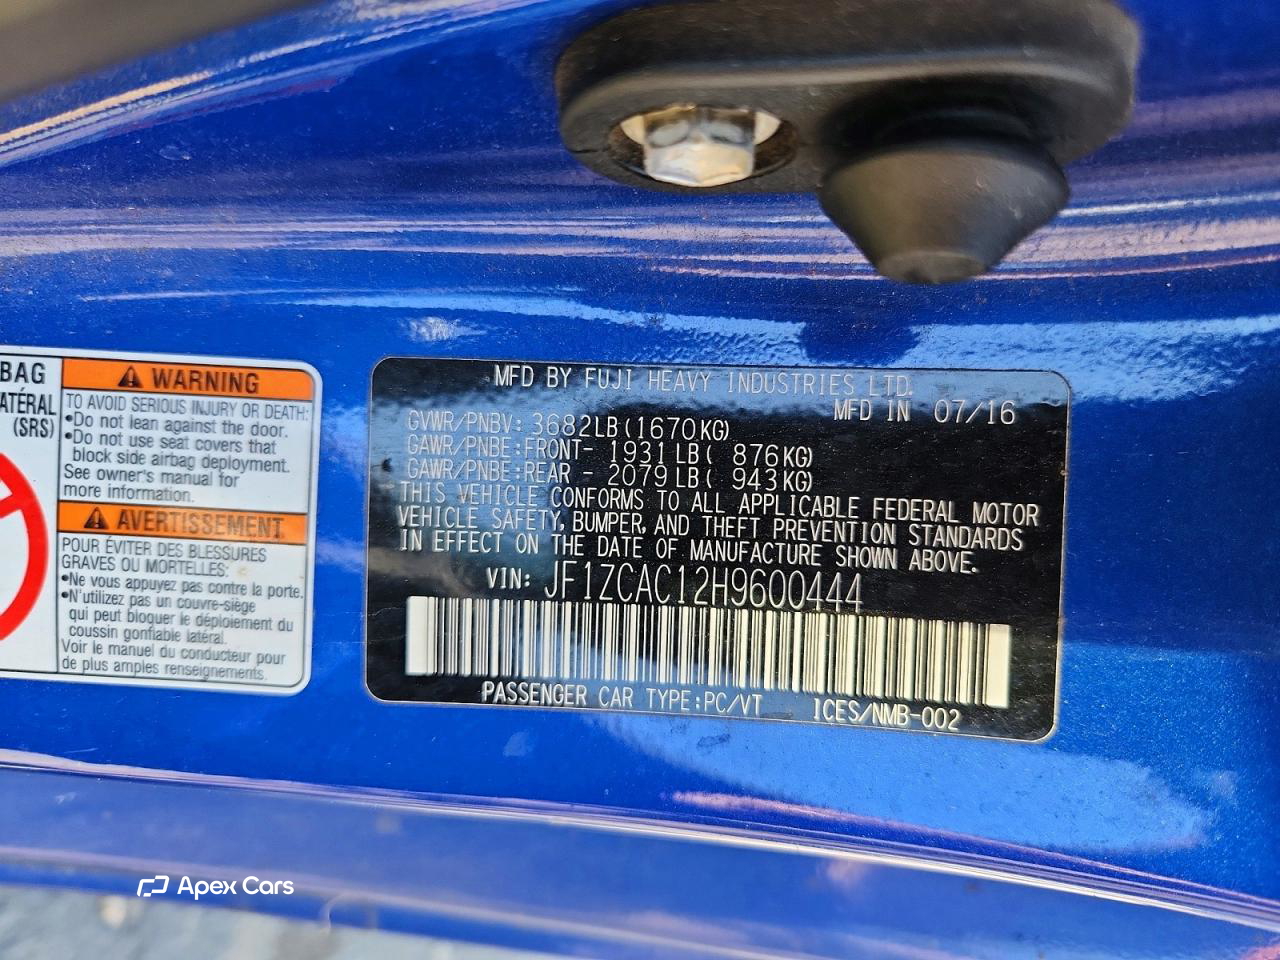 BAG
ATÉRAL
(SRS)
WARNING
TO AVOID SERIOUS INJURY OR DEATH:
•Do not lean against the door.
•Do not use seat covers that
block side airbag deployment.
See owner's manual for
more information.
AVERTISSEMENT
POUR ÉVITER DES BLESSURES
GRAVES OU MORTELLES:
•Ne vous appuyez pas contre la porte.
•N'utilizez pas un couvre-siège
qui peut bloquer le déploiement du
coussin gonflable latéral.
Voir le manuel du conducteur pour
de plus amples renseignements.
MFD BY FUJI HEAVY INDUSTRIES LTD.
MFD IN 07/16
GVWR/PNBV: 3682LB(1670KG)
GAWR/PNBE:FRONT- 1931LB( 876KG)
GAWR/PNBE:REAR - 2079LB( 943KG)
THIS VEHICLE CONFORMS TO ALL APPLICABLE FEDERAL MOTOR
VEHICLE SAFETY, BUMPER, AND THEFT PREVENTION STANDARDS
IN EFFECT ON THE DATE OF MANUFACTURE SHOWN ABOVE.
VIN: JF1ZCAC12H9600444
PASSENGER CAR TYPE:PC/VT ICES/NMB-002
Apex Cars